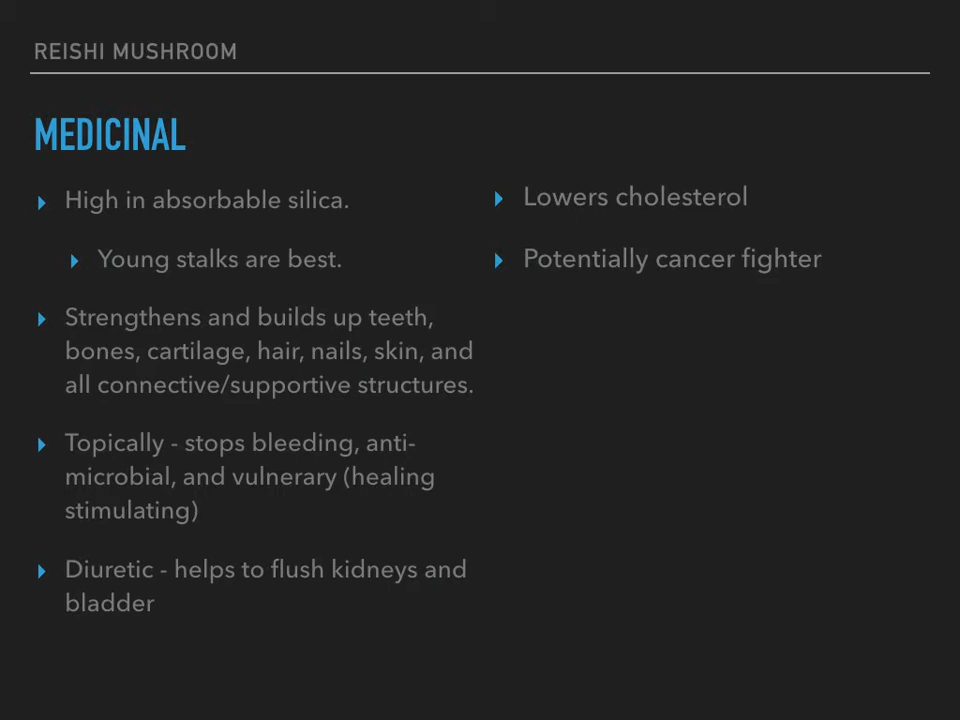 REISHI MUSHROOM
MEDICINAL
High in absorbable silica.
Young stalks are best.
Strengthens and builds up teeth,
bones, cartilage, hair, nails, skin, and
all connective/supportive structures.
Topically - stops bleeding, anti-
microbial, and vulnerary (healing
stimulating)
Diuretic - helps to flush kidneys and
bladder
Lowers cholesterol
Potentially cancer fighter